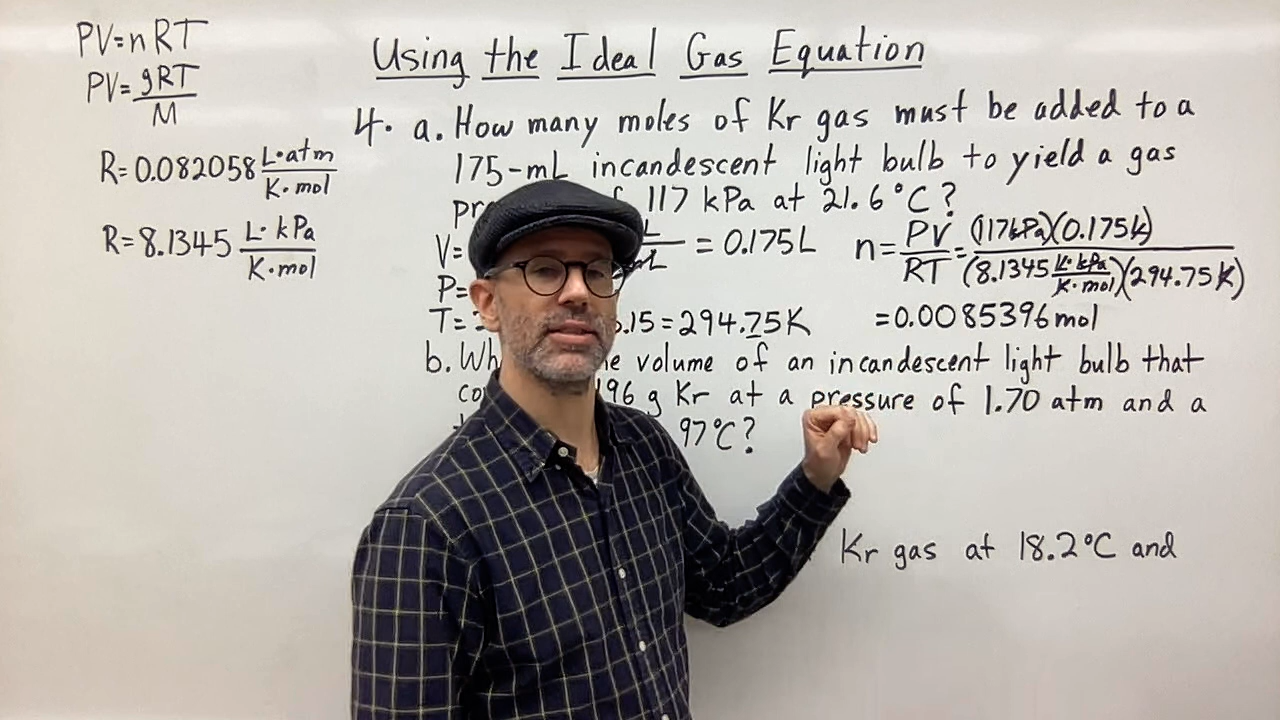 PV=nRT
PV=gRT/M
R=0.082058 L·atm/K·mol
R=8.1345 L·kPa/K·mol
Using the Ideal Gas Equation
4. a. How many moles of Kr gas must be added to a
175-mL incandescent light bulb to yield a gas
117 kPa at 21.6°C?
V= = 0.175L
P=
T= .15=294.75K
n=PV/RT=(117kPa)(0.175L)/(8.1345 L·kPa/K·mol)(294.75K)
=0.0085396mol
b. volume of an incandescent light bulb that
96 g Kr at a pressure of 1.70 atm and a
97°C?
Kr gas at 18.2°C and